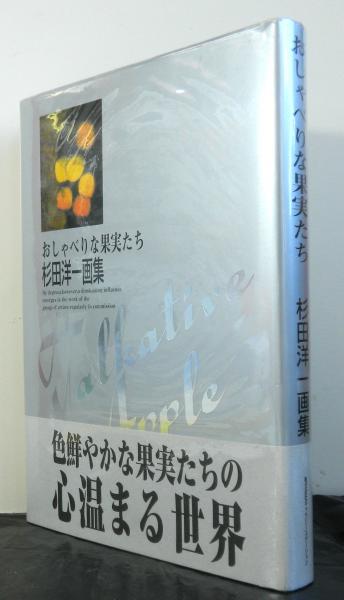 おしゃべりな果実たち
杉田洋一画集
Talkative
Apple
色鮮やかな果実たちの
心温まる世界
おしゃべりな果実たち
杉田洋一画集